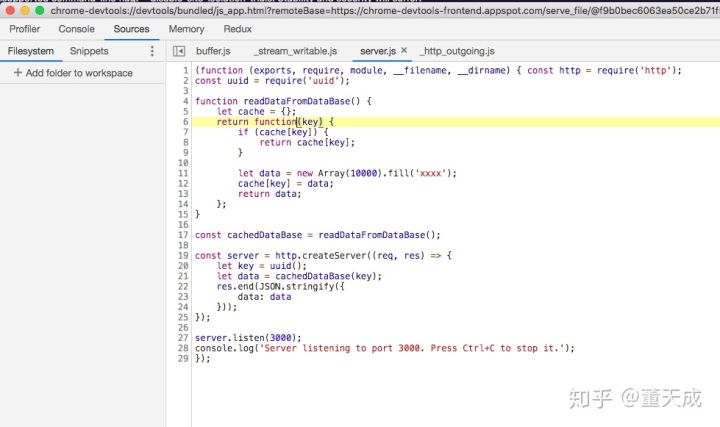 chrome-devtools://devtools/bundled/js_app.html?remoteBase=https://chrome-devtools-frontend.appspot.com/serve_file/@f9b0bec6063ea50ce2b71f
Profiler Console Sources Memory Redux
Filesystem
buffer.js _stream_writable.js server.js × _http_outgoing.js
+ Add folder to workspace
1 (function (exports, require, module, __filename, __dirname) { const http = require('http');
2 const uuid = require('uuid');
3
4 function readDataFromDataBase() {
5     let cache = {};
6     return function(key) {
7         if (cache[key]) {
8             return cache[key];
9         }
10
11         let data = new Array(10000).fill('xxxx');
12         cache[key] = data;
13         return data;
14     };
15 }
16
17 const cachedDataBase = readDataFromDataBase();
18
19 const server = http.createServer((req, res) => {
20     let key = uuid();
21     let data = cachedDataBase(key);
22     res.end(JSON.stringify({
23         data: data
24     }));
25 });
26
27 server.listen(3000);
28 console.log('Server listening to port 3000. Press Ctrl+C to stop it.');
29 });
知乎 @董天成